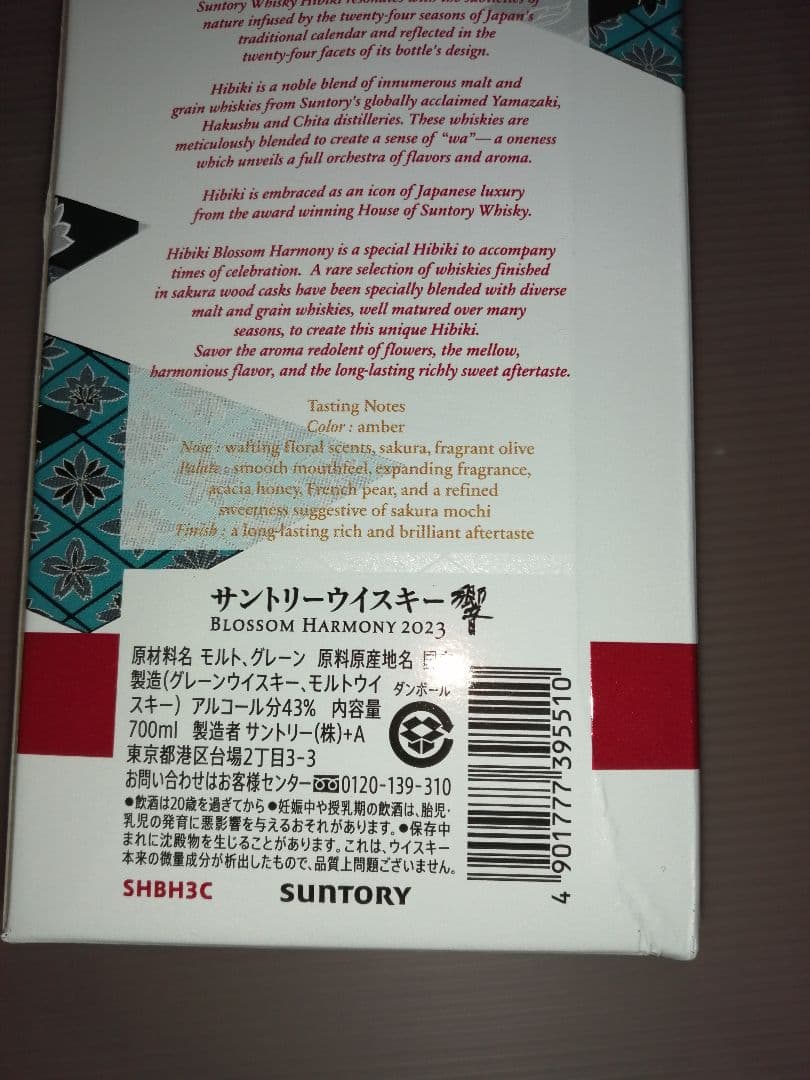 Suntory Whisky Hibiki resonates with the subtleties of
nature infused by the twenty-four seasons of Japan's
traditional calendar and reflected in the
twenty-four facets of its bottle's design.
Hibiki is a noble blend of innumerous malt and
grain whiskies from Suntory's globally acclaimed Yamazaki,
Hakushu and Chita distilleries. These whiskies are
meticulously blended to create a sense of "wa"— a oneness
which unveils a full orchestra of flavors and aroma.
Hibiki is embraced as an icon of Japanese luxury
from the award winning House of Suntory Whisky.
Hibiki Blossom Harmony is a special Hibiki to accompany
times of celebration. A rare selection of whiskies finished
in sakura wood casks have been specially blended with diverse
malt and grain whiskies, well matured over many
seasons, to create this unique Hibiki.
Savor the aroma redolent of flowers, the mellow,
harmonious flavor, and the long-lasting richly sweet aftertaste.
Tasting Notes
Color : amber
Nose : wafting floral scents, sakura, fragrant olive
Palate : smooth mouthfeel, expanding fragrance,
acacia honey, French pear, and a refined
sweetness suggestive of sakura mochi
Finish : a long-lasting rich and brilliant aftertaste
サントリーウイスキー響
BLOSSOM HARMONY 2023
原材料名 モルト、グレーン 原料原産地名
製造(グレーンウイスキー、モルトウイ
スキー) アルコール分43% 内容量
700ml 製造者 サントリー(株)+A
東京都港区台場2丁目3-3
お問い合わせはお客様センター0120-139-310
●飲酒は20歳を過ぎてから●妊娠中や授乳期の飲酒は、胎児・
乳児の発育に悪影響を与えるおそれがあります。●保存中
まれに沈殿物を生じることがあります。これは、ウイスキー
本来の微量成分が析出したもので、品質上問題ございません。
ダンボール
4 901777 395510
SHBH3C
SUNTORY